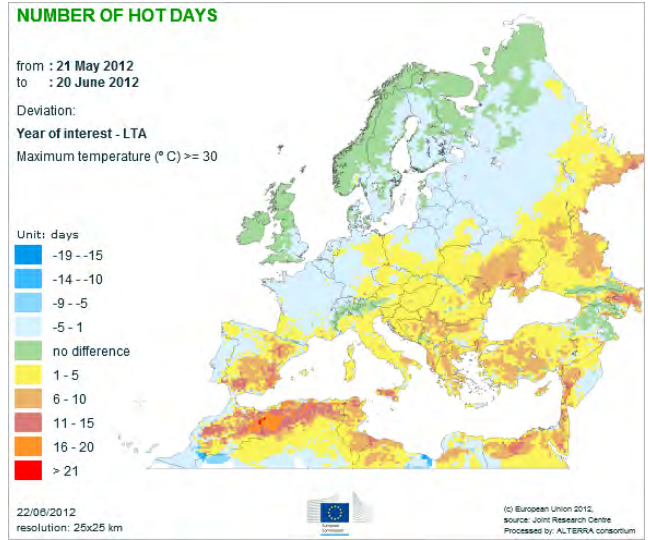 NUMBER OF HOT DAYS
from : 21 May 2012
to : 20 June 2012
Deviation:
Year of interest - LTA
Maximum temperature (º C) >= 30
Unit: days
-19 - -15
-14 - -10
-9 - -5
-5 - 1
no difference
1 - 5
6 - 10
11 - 15
16 - 20
> 21
22/06/2012
resolution: 25x25 km
European
Commission
(c) European Union 2012,
source: Joint Research Centre
Processed by: ALTERRA consortium